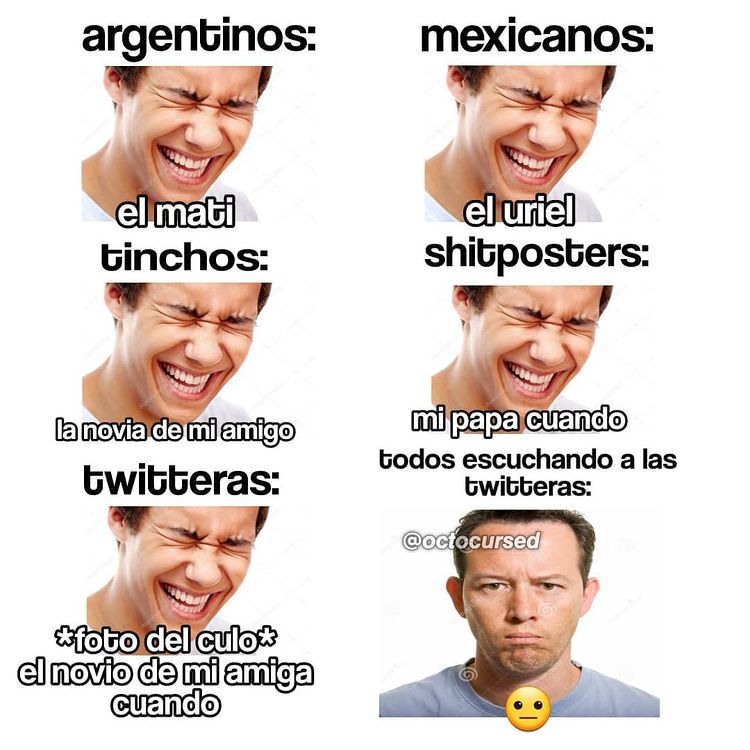 argentinos:
el mati
mexicanos:
el uriel
tinchos:
la novia de mi amigo
shitposters:
mi papa cuando
twitteras:
*foto del culo*
el novio de mi amiga
cuando
todos escuchando a las
twitteras:
@octocursed